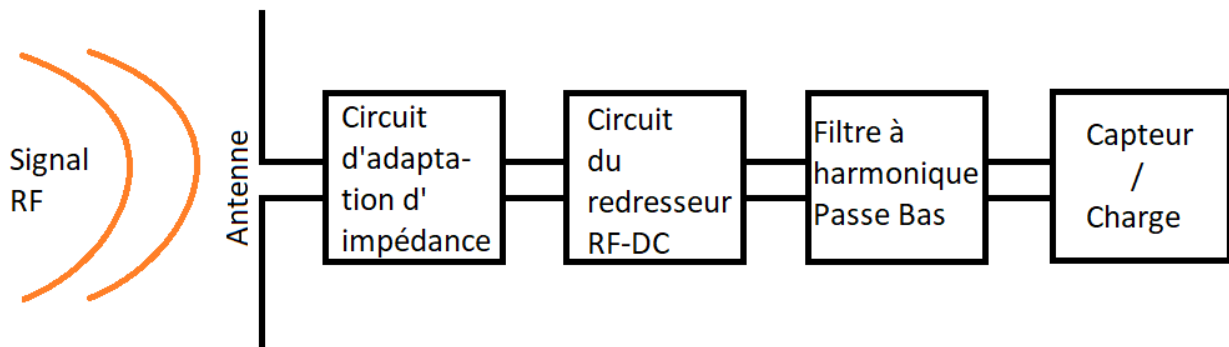 Signal
RF
Antenne
Circuit
d'adapta-
tion d'
impédance
Circuit
du
redresseur
RF-DC
Filtre à
harmonique
Passe Bas
Capteur
/
Charge